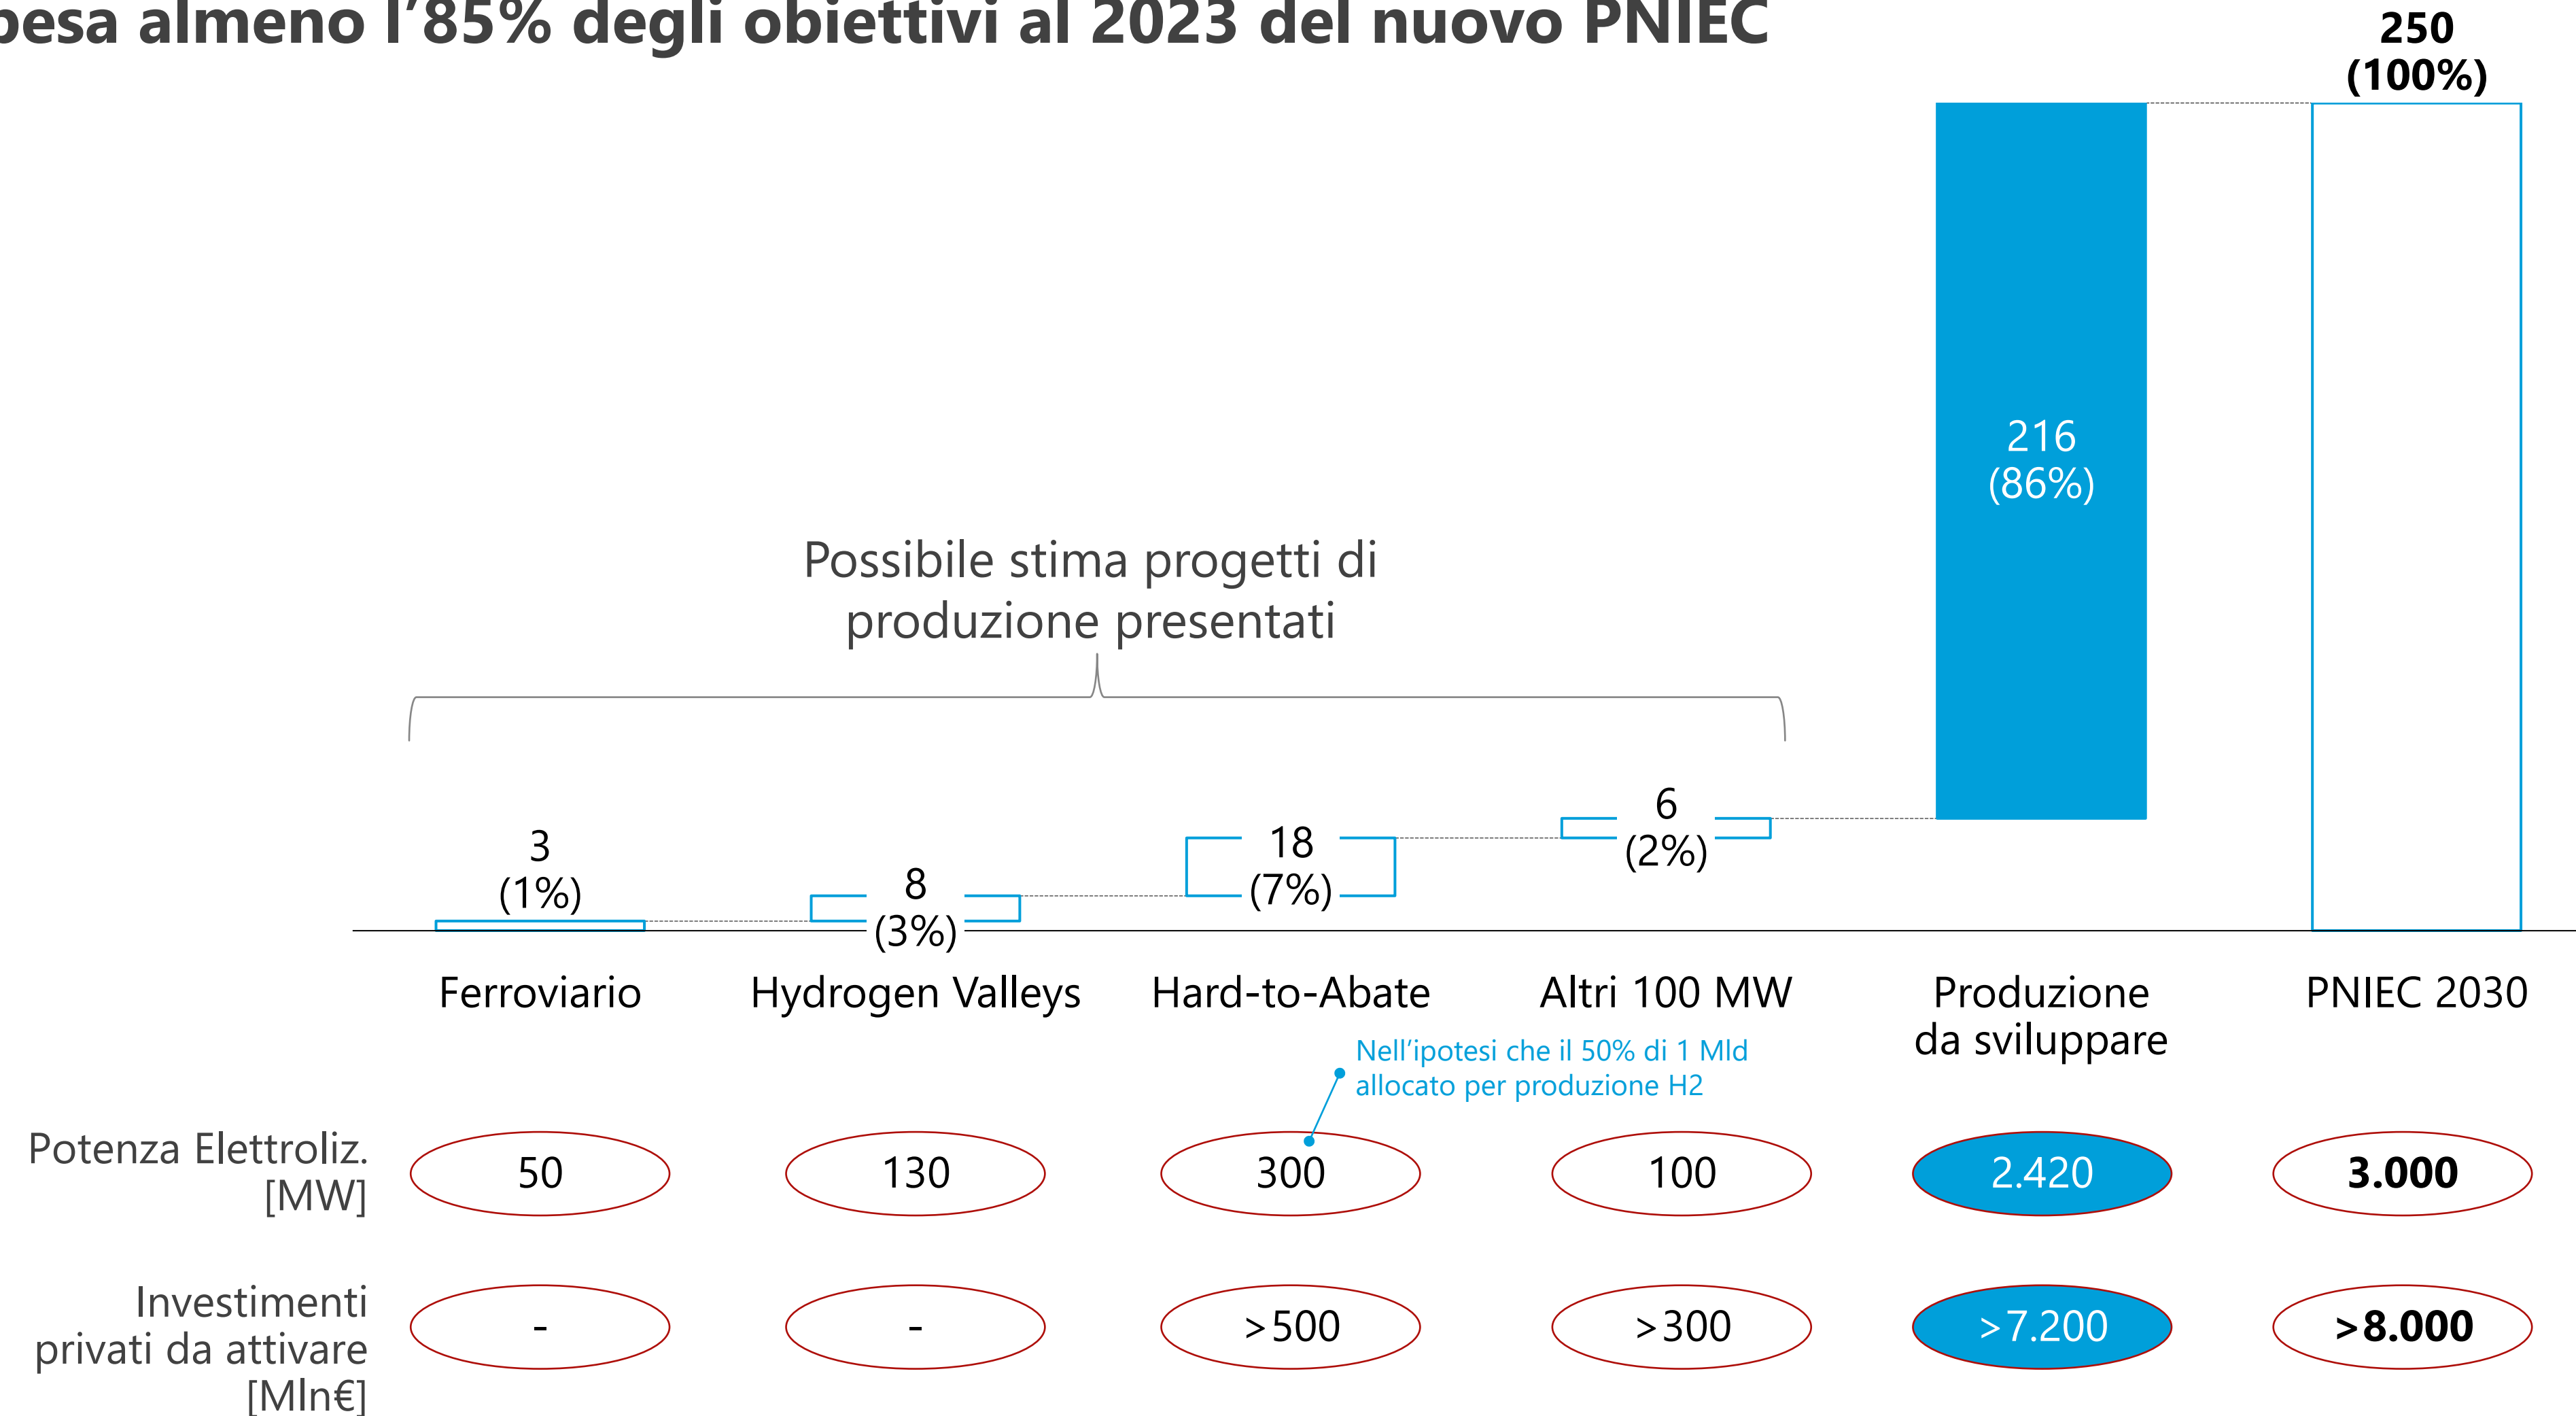 pesa almeno l’85% degli obiettivi al 2023 del nuovo PNIEC
250
(100%)
216
(86%)
Possibile stima progetti di
produzione presentati
3
(1%)
8
(3%)
18
(7%)
6
(2%)
Ferroviario
Hydrogen Valleys
Hard-to-Abate
Altri 100 MW
Produzione
da sviluppare
PNIEC 2030
Nell’ipotesi che il 50% di 1 Mld
allocato per produzione H2
Potenza Elettroliz.
[MW]
50
130
300
100
2.420
3.000
Investimenti
privati da attivare
[Mln€]
-
-
>500
>300
>7.200
>8.000